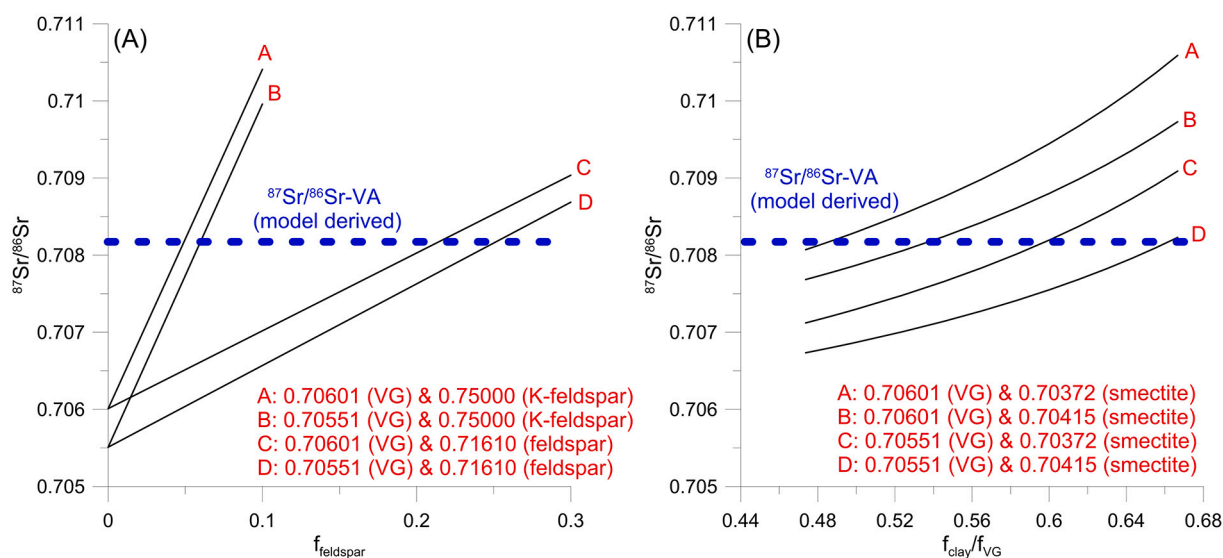 (A)
0.711
0.71
0.709
0.708
0.707
0.706
0.705
⁸⁷Sr/⁸⁶Sr
A
B
C
D
⁸⁷Sr/⁸⁶Sr-VA
(model derived)
A: 0.70601 (VG) & 0.75000 (K-feldspar)
B: 0.70551 (VG) & 0.75000 (K-feldspar)
C: 0.70601 (VG) & 0.71610 (feldspar)
D: 0.70551 (VG) & 0.71610 (feldspar)
0 0.1 0.2 0.3
f_feldspar
(B)
0.711
0.71
0.709
0.708
0.707
0.706
0.705
⁸⁷Sr/⁸⁶Sr
A
B
C
D
⁸⁷Sr/⁸⁶Sr-VA
(model derived)
A: 0.70601 (VG) & 0.70372 (smectite)
B: 0.70601 (VG) & 0.70415 (smectite)
C: 0.70551 (VG) & 0.70372 (smectite)
D: 0.70551 (VG) & 0.70415 (smectite)
0.44 0.48 0.52 0.56 0.6 0.64 0.68
f_clay/f_VG